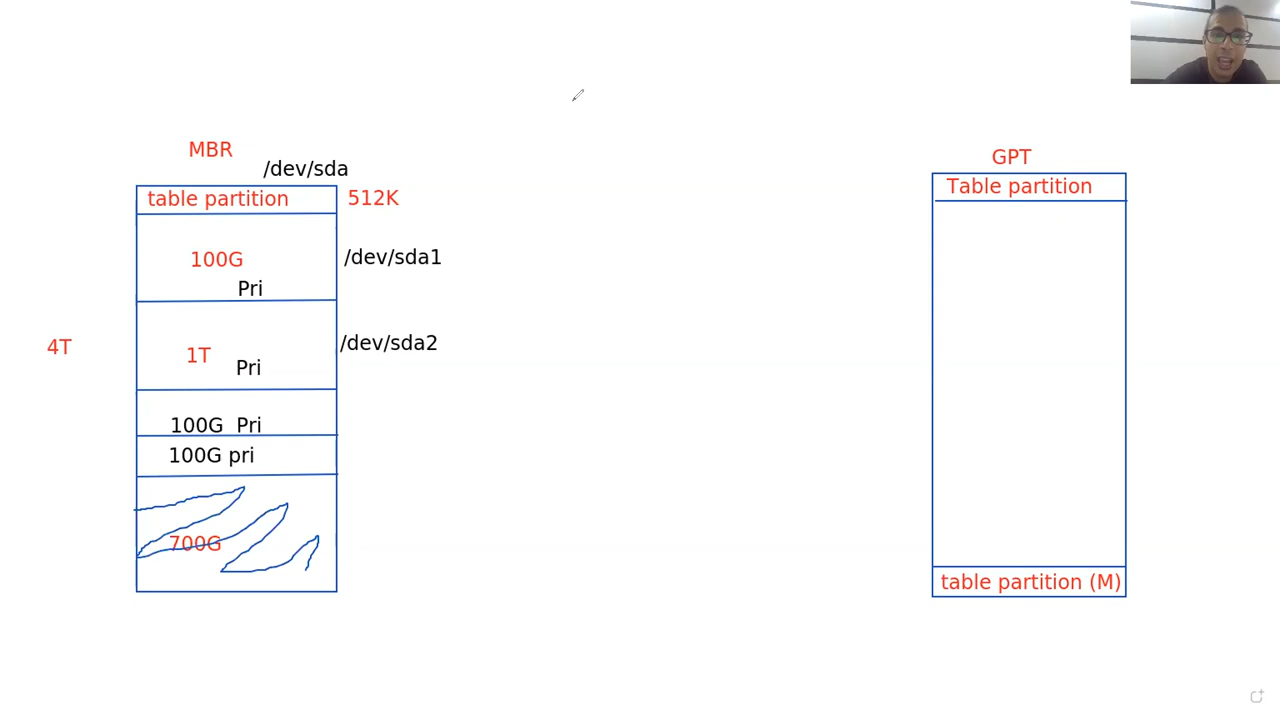 MBR
/dev/sda
table partition
512K
100G
/dev/sda1
Pri
4T
1T
/dev/sda2
Pri
100G Pri
100G pri
700G
GPT
Table partition
table partition (M)